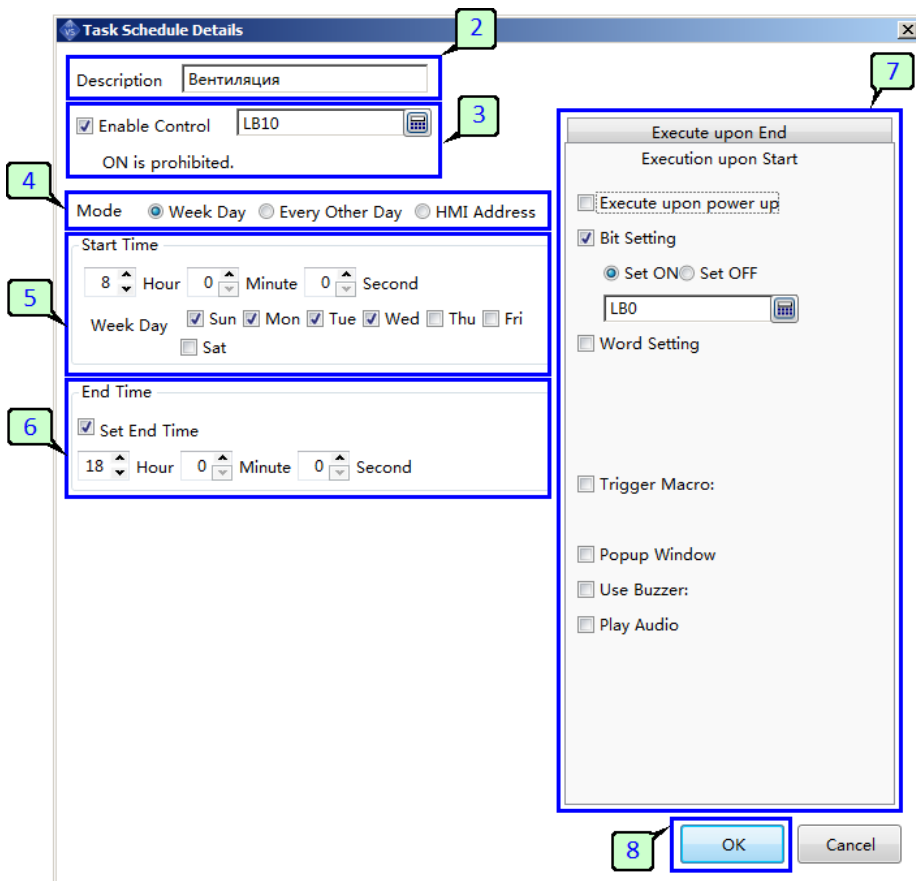 Task Schedule Details
2
Description Вентиляция
7
Enable Control LB10
3
ON is prohibited.
Execute upon End
Execution upon Start
4
Mode Week Day Every Other Day HMI Address
Execute upon power up
Start Time
Bit Setting
8 Hour 0 Minute 0 Second
Set ON Set OFF
5
Week Day Sun Mon Tue Wed Thu Fri
LB0
Sat
Word Setting
End Time
6
Set End Time
18 Hour 0 Minute 0 Second
Trigger Macro:
Popup Window
Use Buzzer:
Play Audio
8
OK Cancel